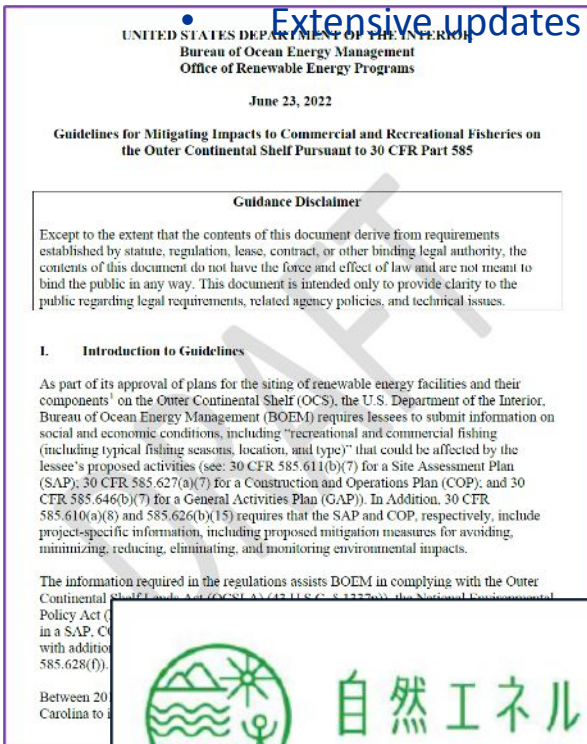 • Extensive updates
UNITED STATES DEPARTMENT OF THE INTERIOR
Bureau of Ocean Energy Management
Office of Renewable Energy Programs
June 23, 2022
Guidelines for Mitigating Impacts to Commercial and Recreational Fisheries on
the Outer Continental Shelf Pursuant to 30 CFR Part 585
Guidance Disclaimer
Except to the extent that the contents of this document derive from requirements
established by statute, regulation, lease, contract, or other binding legal authority, the
contents of this document do not have the force and effect of law and are not meant to
bind the public in any way. This document is intended only to provide clarity to the
public regarding legal requirements, related agency policies, and technical issues.
DRAFT
I. Introduction to Guidelines
As part of its approval of plans for the siting of renewable energy facilities and their
components¹ on the Outer Continental Shelf (OCS), the U.S. Department of the Interior,
Bureau of Ocean Energy Management (BOEM) requires lessees to submit information on
social and economic conditions, including “recreational and commercial fishing
(including typical fishing seasons, location, and type)” that could be affected by the
lessee’s proposed activities (see: 30 CFR 585.611(b)(7) for a Site Assessment Plan
(SAP); 30 CFR 585.627(a)(7) for a Construction and Operations Plan (COP); and 30
CFR 585.646(b)(7) for a General Activities Plan (GAP)). In Addition, 30 CFR
585.610(a)(8) and 585.626(b)(15) requires that the SAP and COP, respectively, include
project-specific information, including proposed mitigation measures for avoiding,
minimizing, reducing, eliminating, and monitoring environmental impacts.
The information required in the regulations assists BOEM in complying with the Outer
Continental Shelf Lands Act (OCSLA) (43 U.S.C. § 1337p)), the National Environmental
Policy Act (
in a SAP, CO
with addition
585.628(f)).
Between 20
Carolina to i
自然エネル